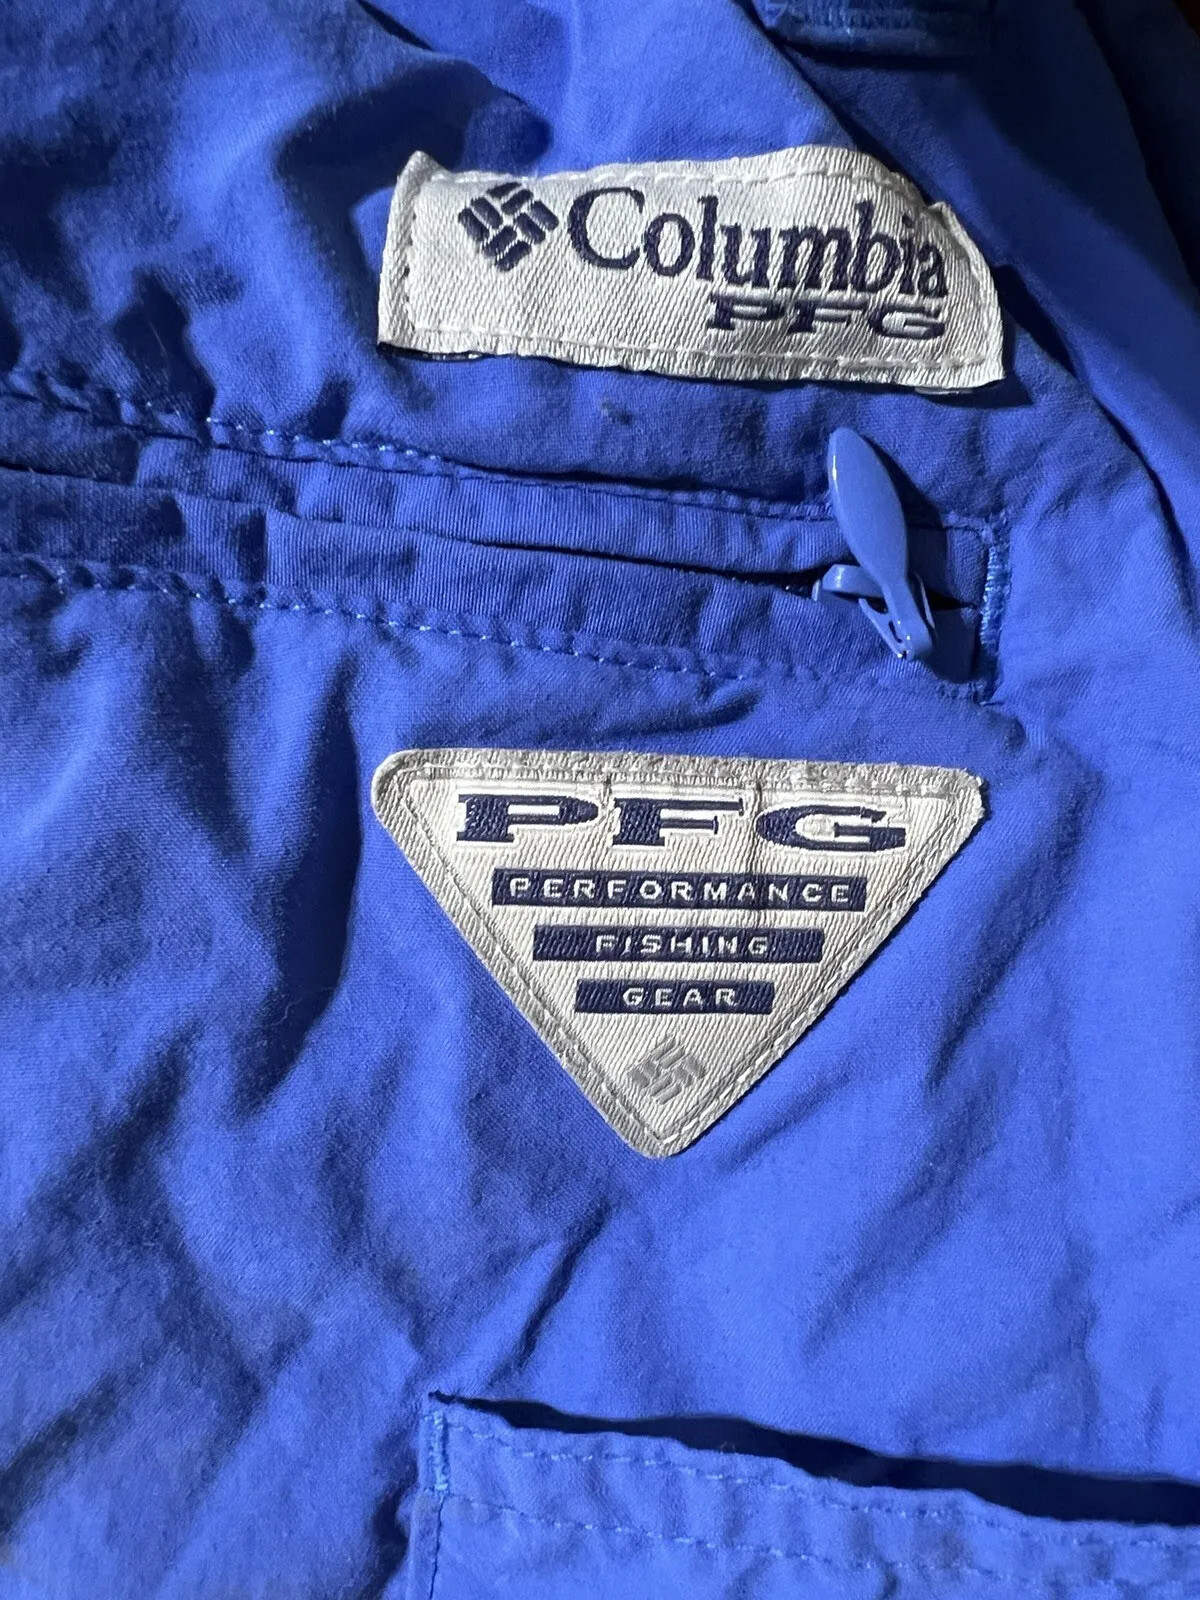 Columbia
PFG
PFG
PERFORMANCE
FISHING
GEAR